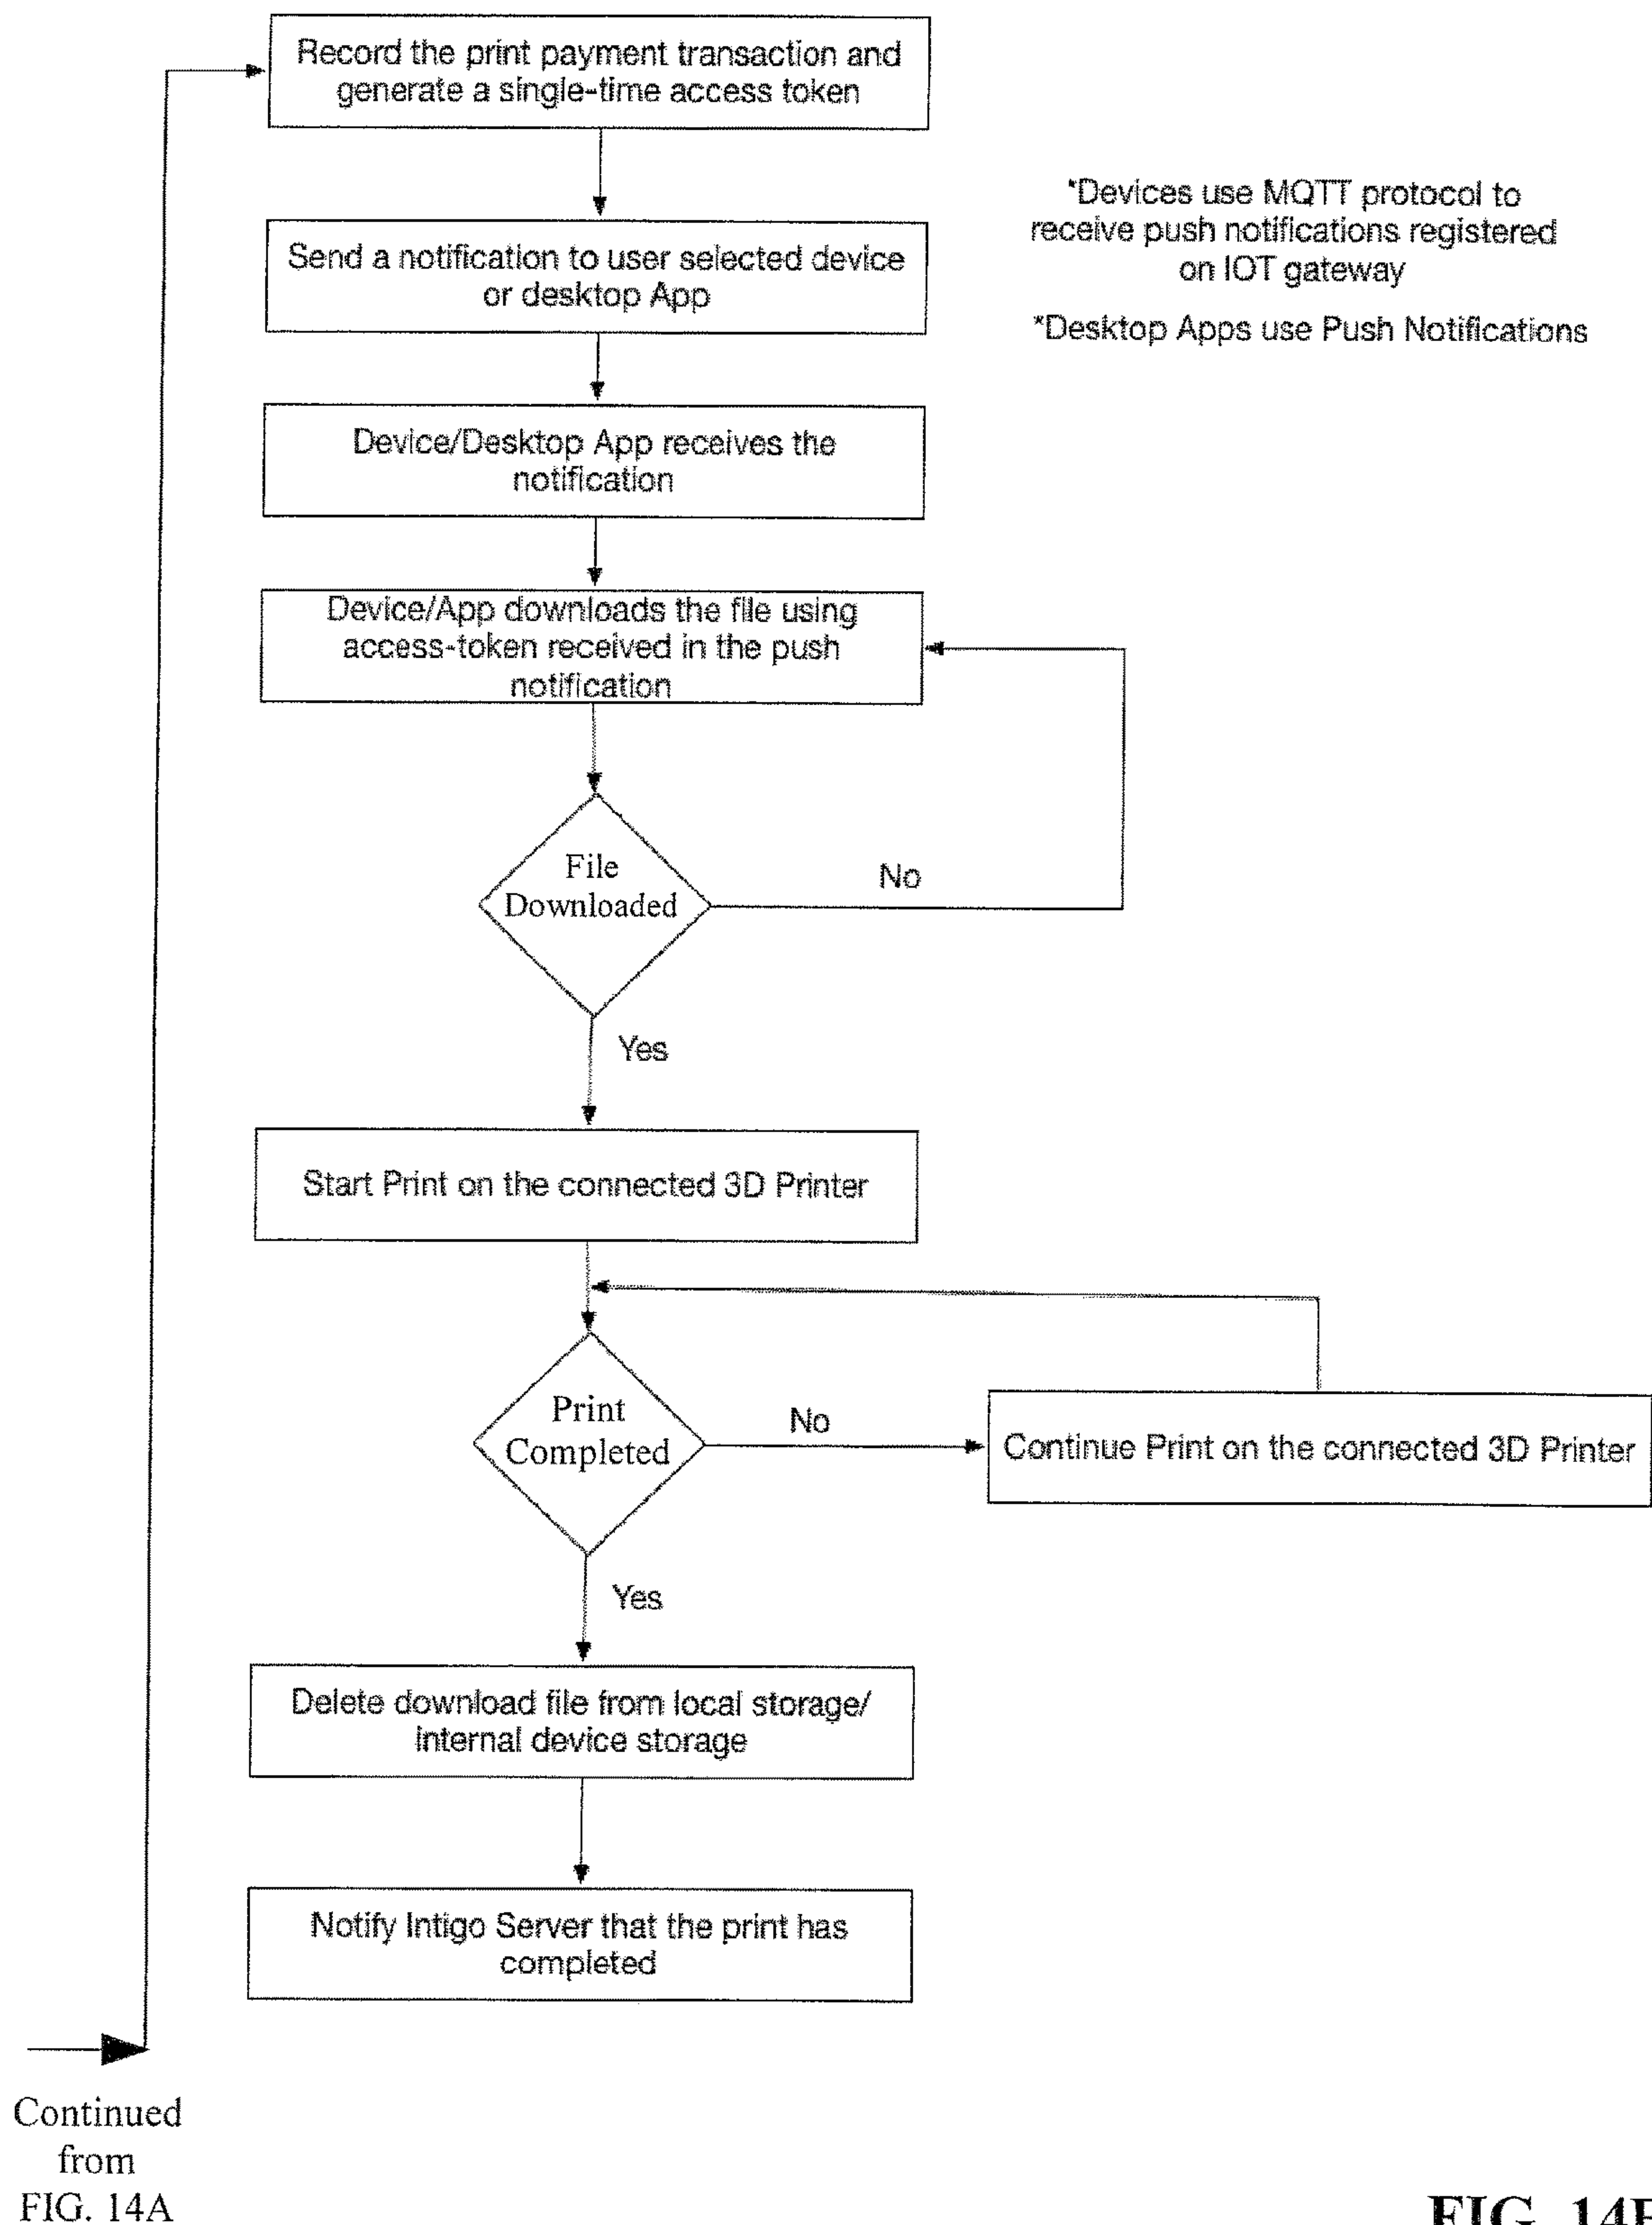 Record the print payment transaction and
generate a single-time access token
*Devices use MQTT protocol to
receive push notifications registered
on IOT gateway
*Desktop Apps use Push Notifications
Send a notification to user selected device
or desktop App
Device/Desktop App receives the
notification
Device/App downloads the file using
access-token received in the push
notification
File
Downloaded
No
Yes
Start Print on the connected 3D Printer
Print
Completed
No
Continue Print on the connected 3D Printer
Yes
Delete download file from local storage/
internal device storage
Notify Intigo Server that the print has
completed
Continued
from
FIG. 14A
FIG.